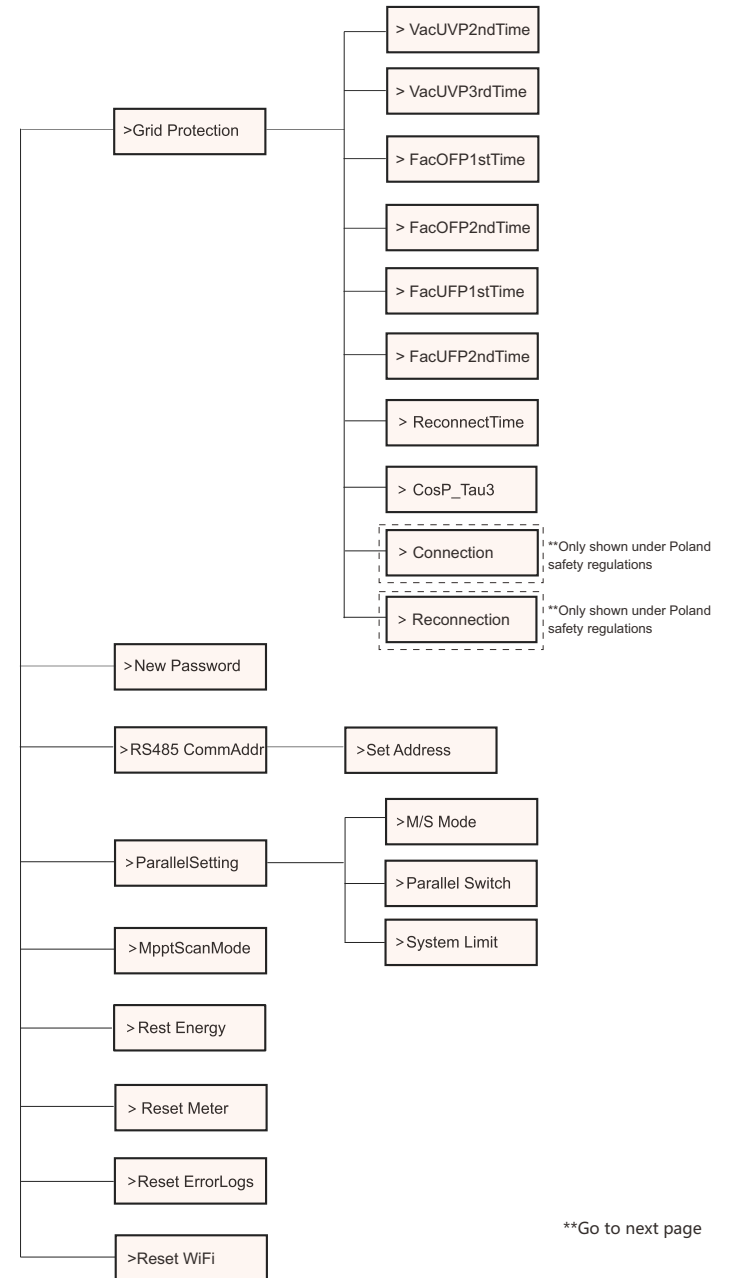 > VacUVP2ndTime
> VacUVP3rdTime
>Grid Protection
> FacOFP1stTime
> FacOFP2ndTime
> FacUFP1stTime
> FacUFP2ndTime
> ReconnectTime
> CosP_Tau3
> Connection
**Only shown under Poland
safety regulations
> Reconnection
**Only shown under Poland
safety regulations
>New Password
>RS485 CommAddr
>Set Address
>ParallelSetting
>M/S Mode
>Parallel Switch
>System Limit
>MpptScanMode
>Rest Energy
> Reset Meter
>Reset ErrorLogs
>Reset WiFi
**Go to next page